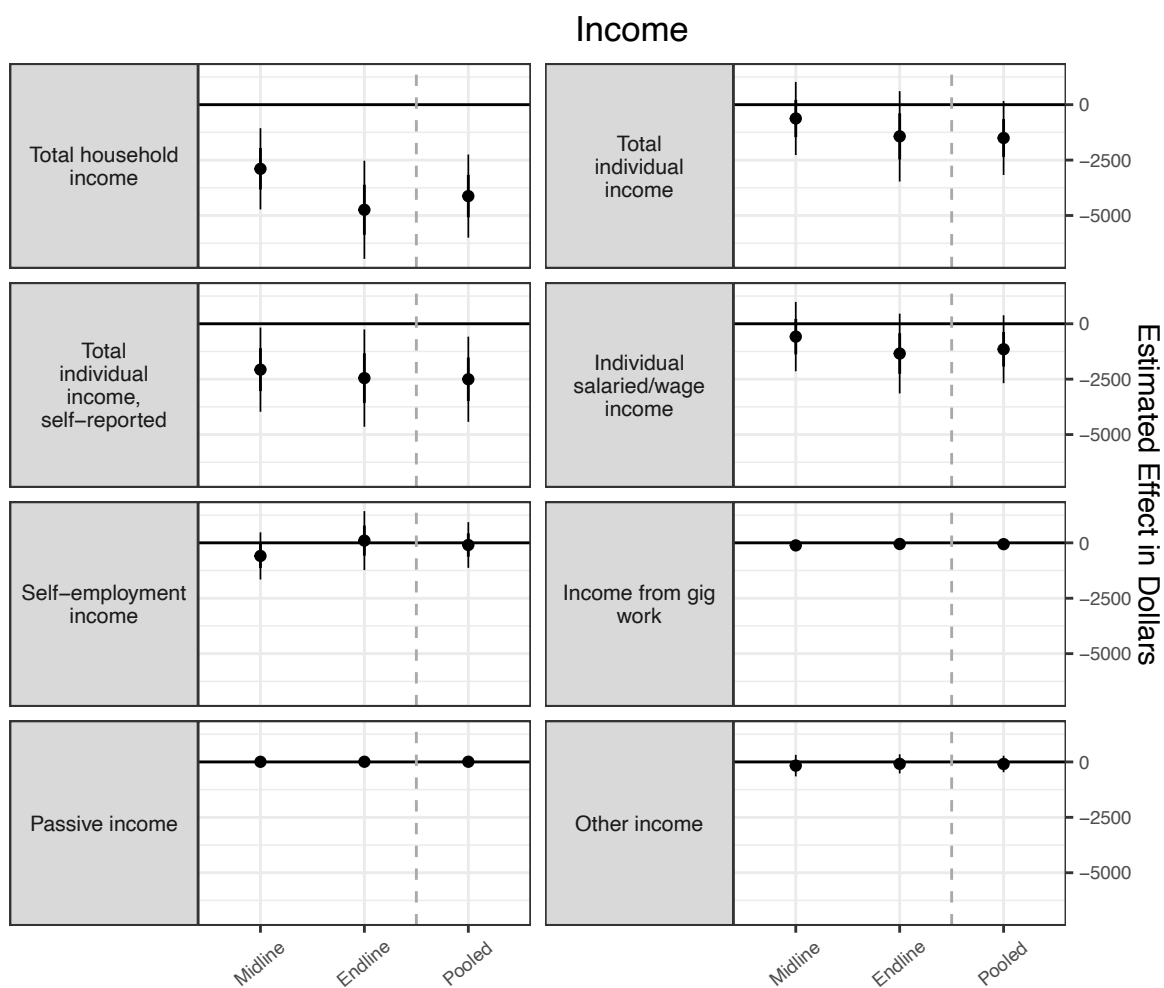 Income
Total household
income
Total
individual
income
0
−2500
−5000
Total
individual
income,
self−reported
Individual
salaried/wage
income
0
−2500
−5000
Self−employment
income
Income from gig
work
0
−2500
−5000
Passive income
Other income
0
−2500
−5000
Estimated Effect in Dollars
Midline
Endline
Pooled
Midline
Endline
Pooled